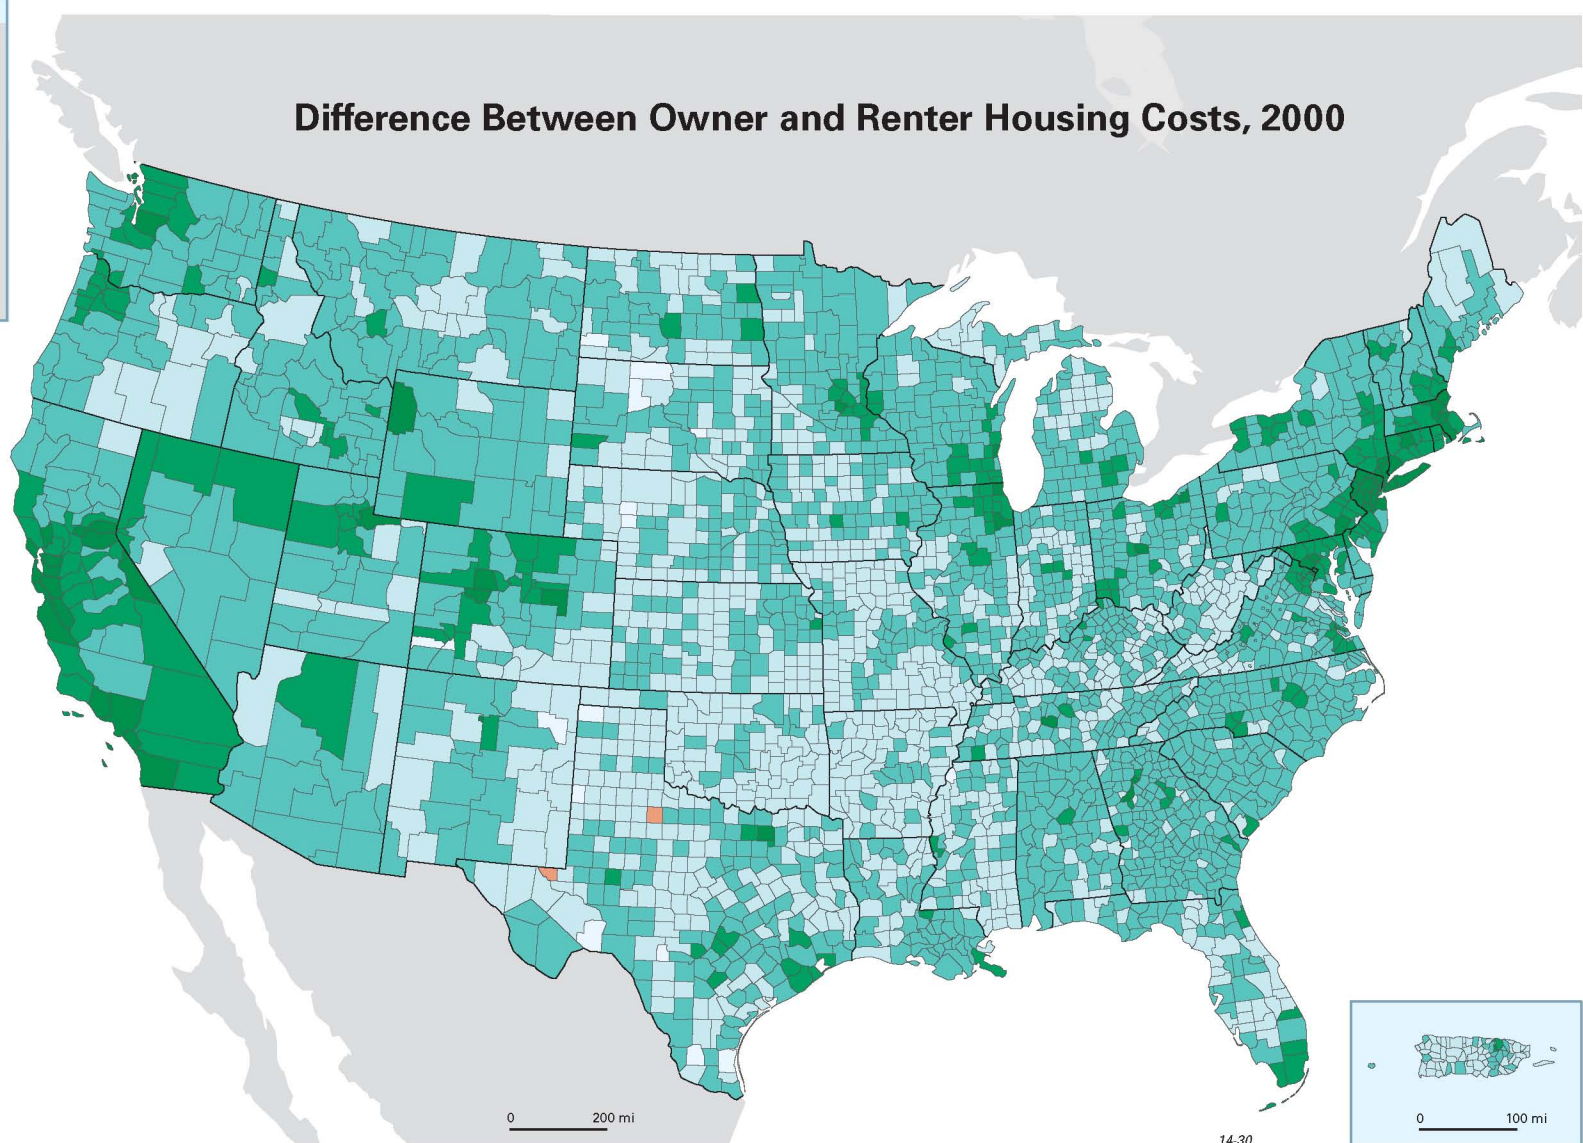 Difference Between Owner and Renter Housing Costs, 2000
0 200 mi
0 100 mi
14-30